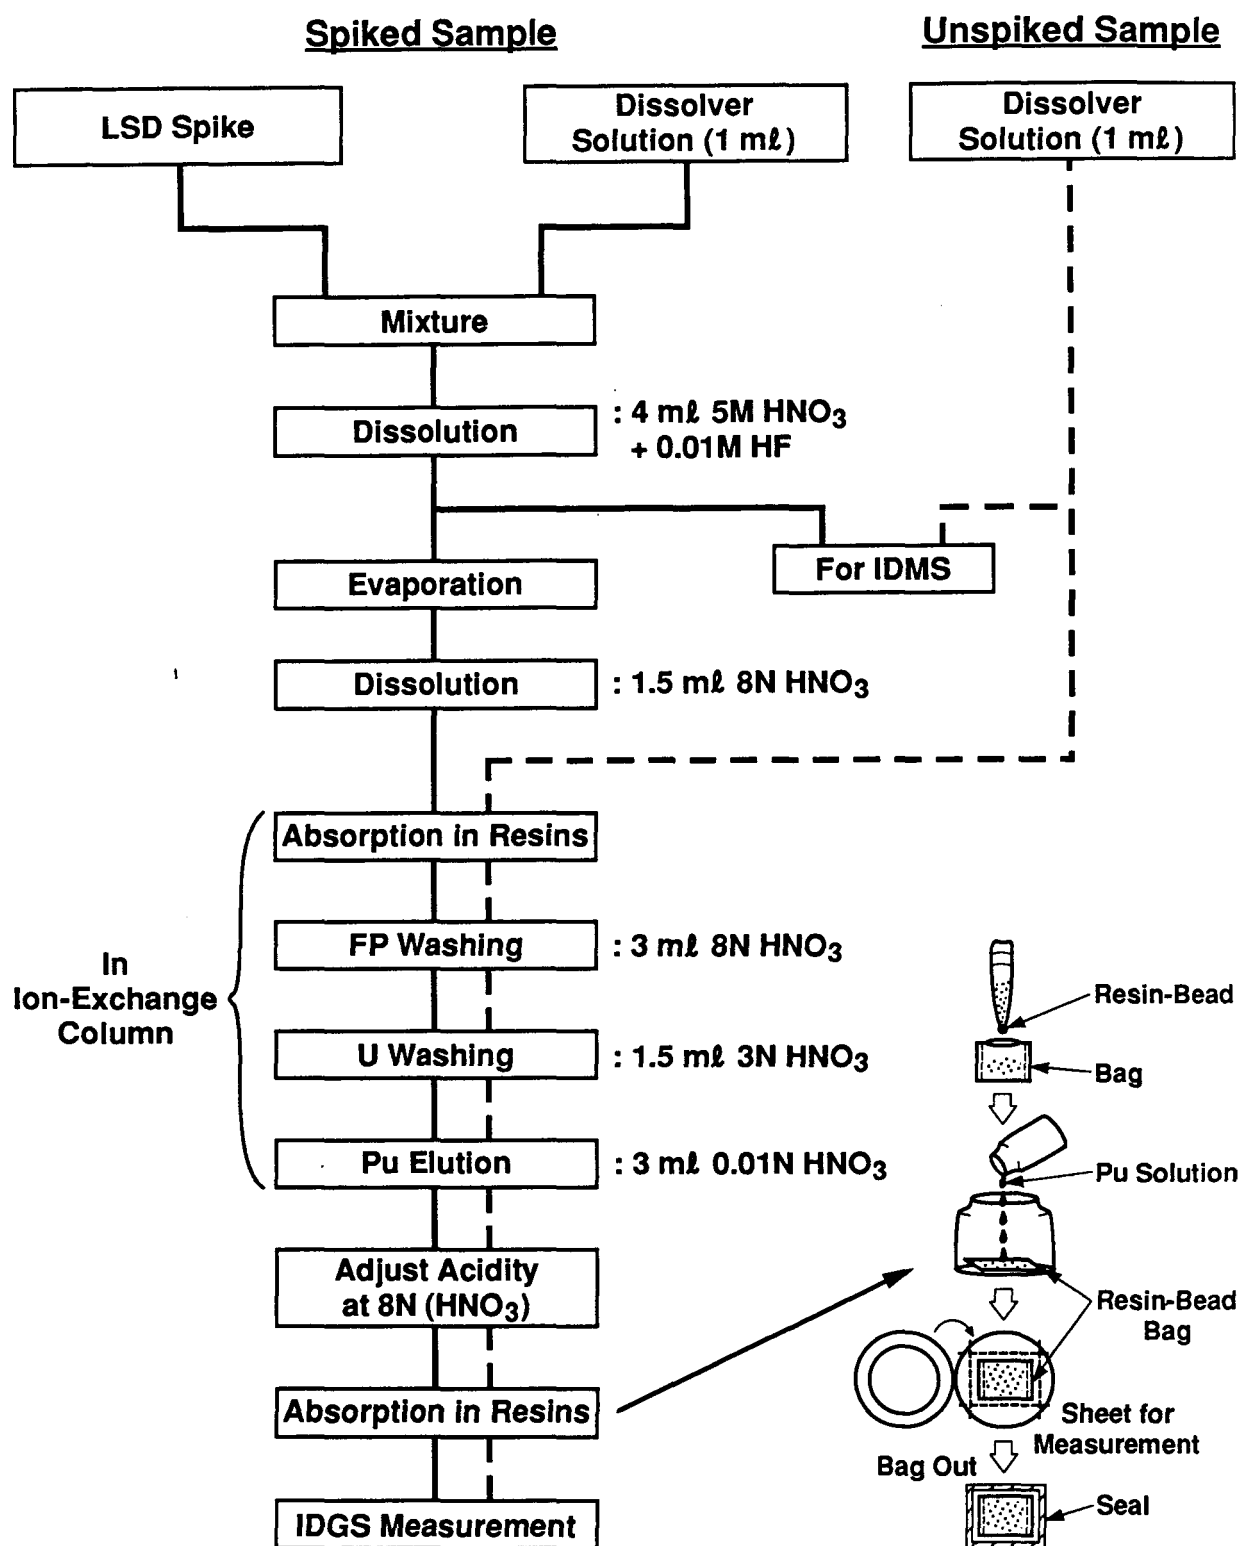 Spiked Sample
Unspiked Sample
LSD Spike
Dissolver
Solution (1 mℓ)
Dissolver
Solution (1 mℓ)
Mixture
Dissolution
: 4 mℓ 5M HNO₃
+ 0.01M HF
For IDMS
Evaporation
Dissolution
: 1.5 mℓ 8N HNO₃
Absorption in Resins
FP Washing
: 3 mℓ 8N HNO₃
In
Ion-Exchange
Column
U Washing
: 1.5 mℓ 3N HNO₃
Pu Elution
: 3 mℓ 0.01N HNO₃
Adjust Acidity
at 8N (HNO₃)
Absorption in Resins
IDGS Measurement
Resin-Bead
Bag
Pu Solution
Resin-Bead
Bag
Sheet for
Measurement
Bag Out
Seal